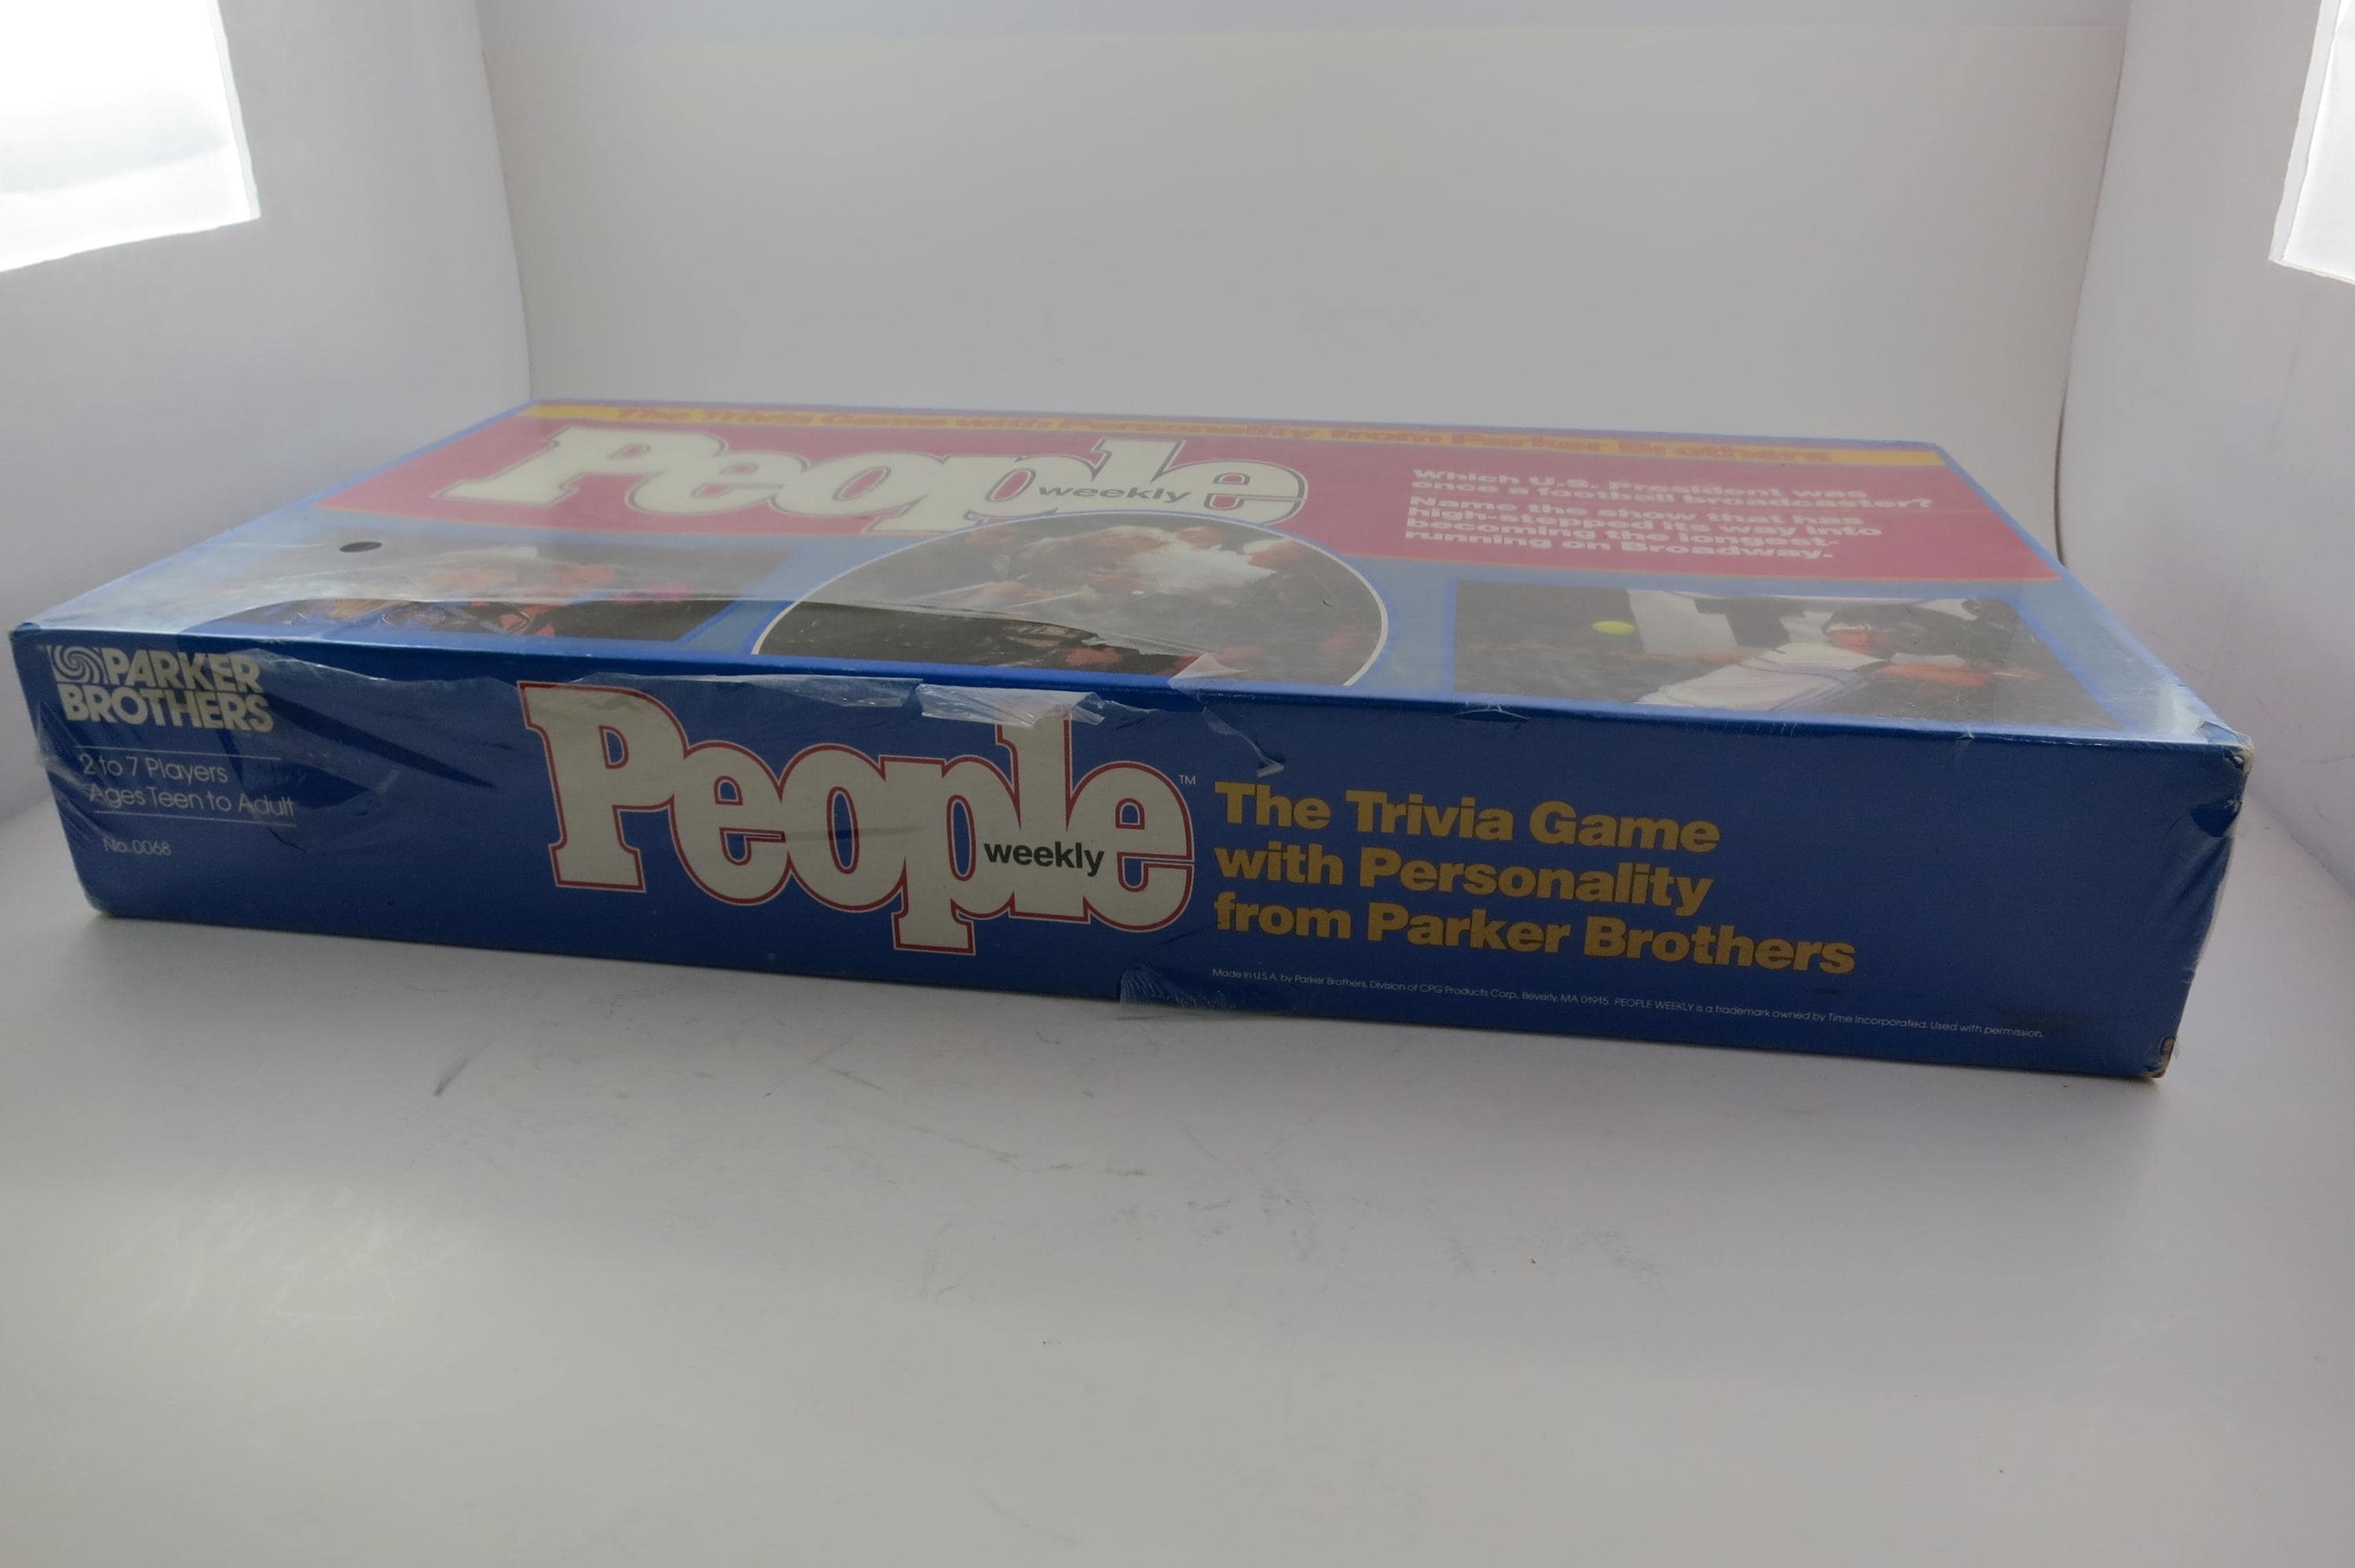 The Trivia Game with Personality from Parker Brothers
People
weekly
Which U.S. President was
once a football broadcaster?
Name the show that has
high-stepped its way into
becoming the longest-
running on Broadway.
PARKER
BROTHERS
2 to 7 Players
Ages Teen to Adult
No. 0068
People
weekly
TM
The Trivia Game
with Personality
from Parker Brothers
Made in U.S.A. by Parker Brothers, Division of CPG Products Corp., Beverly, MA 01915. PEOPLE WEEKLY is a trademark owned by Time Incorporated. Used with permission.